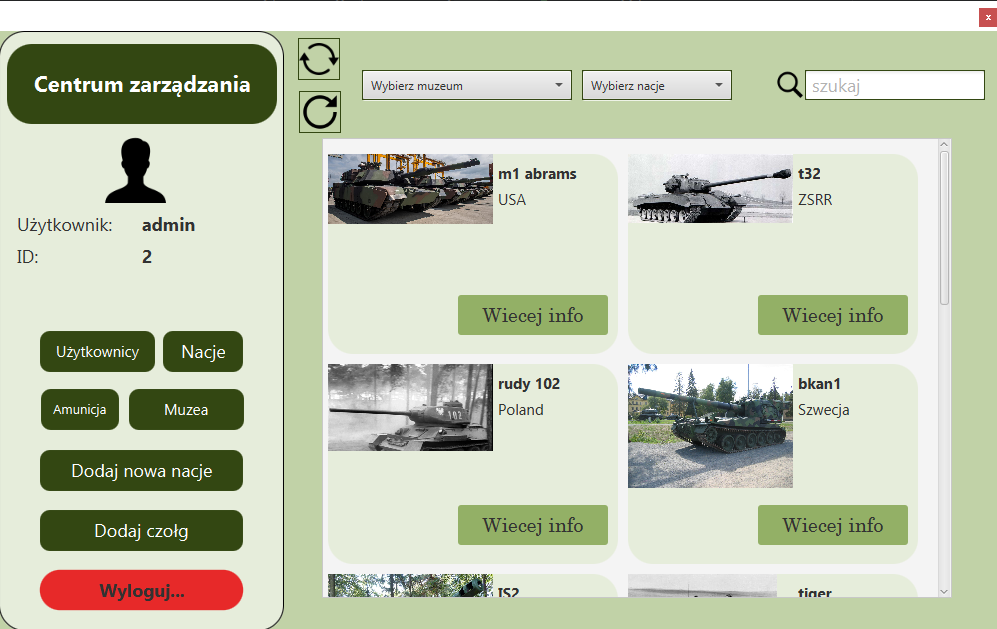 x
Centrum zarządzania
Użytkownik: admin
ID: 2
Użytkownicy
Nacje
Amunicja
Muzea
Dodaj nowa nacje
Dodaj czołg
Wyloguj...
Wybierz muzeum
Wybierz nacje
szukaj
m1 abrams
USA
Wiecej info
t32
ZSRR
Wiecej info
rudy 102
Poland
102
Wiecej info
bkan1
Szwecja
Wiecej info
IS2
tiger